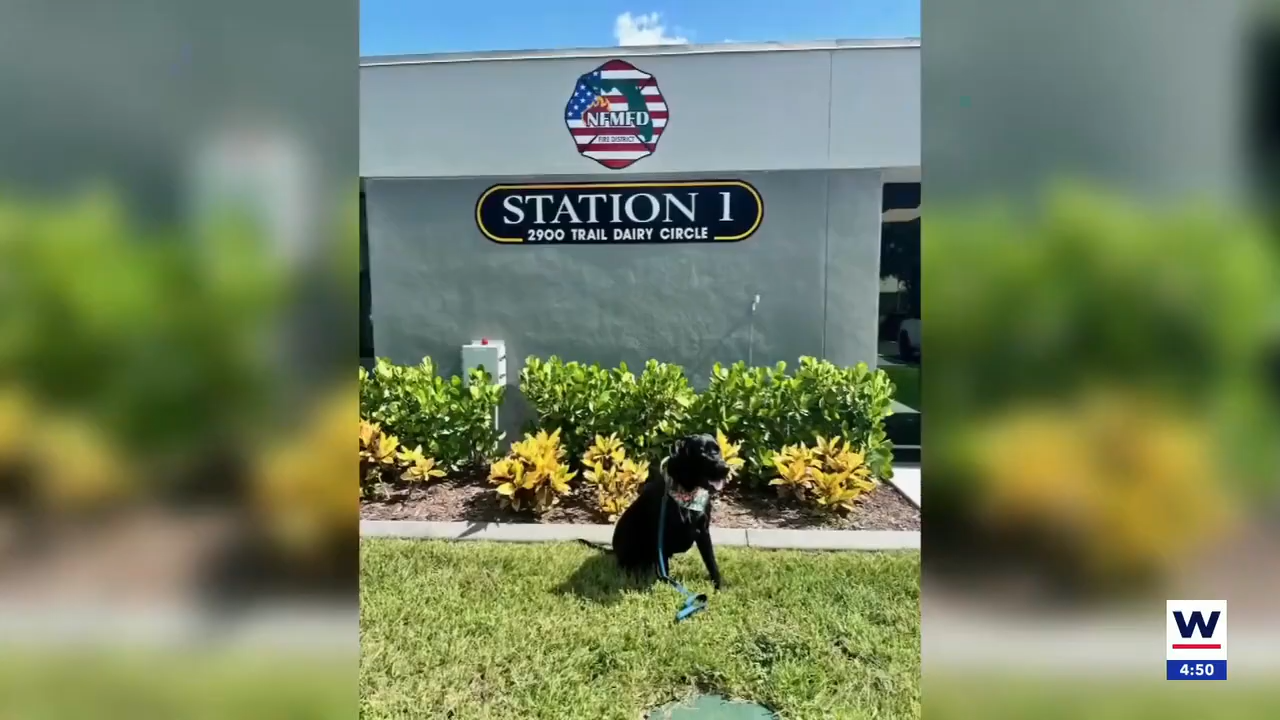 NFMFD
FIRE DISTRICT
STATION 1
2900 TRAIL DAIRY CIRCLE
W
4:50